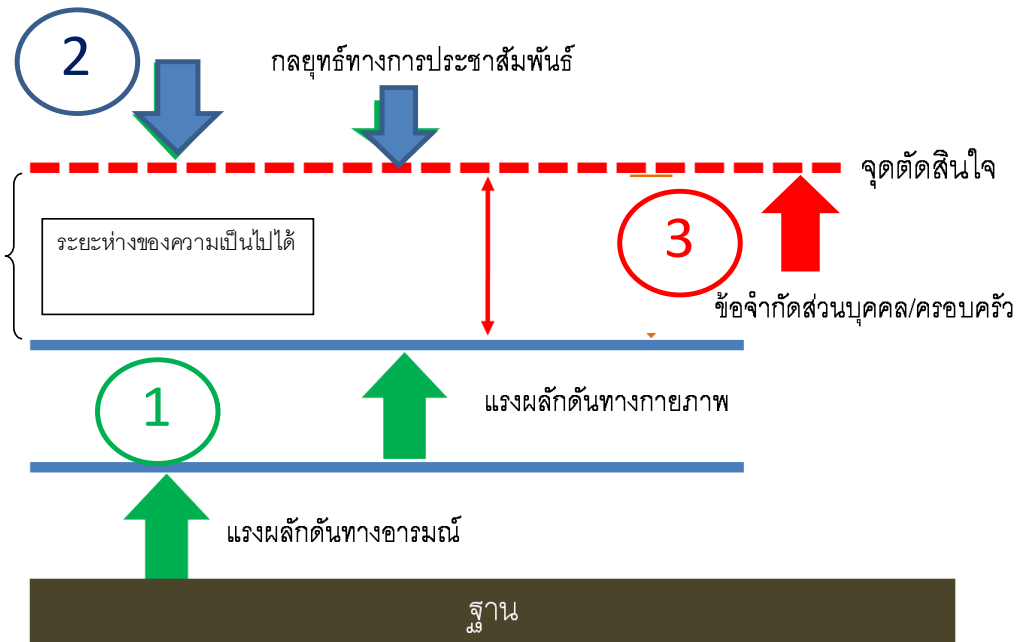 2
กลยุทธ์ทางการประชาสัมพันธ์
จุดตัดสินใจ
ระยะห่างของความเป็นไปได้
3
ข้อจำกัดส่วนบุคคล/ครอบครัว
1
แรงผลักดันทางกายภาพ
แรงผลักดันทางอารมณ์
ฐาน